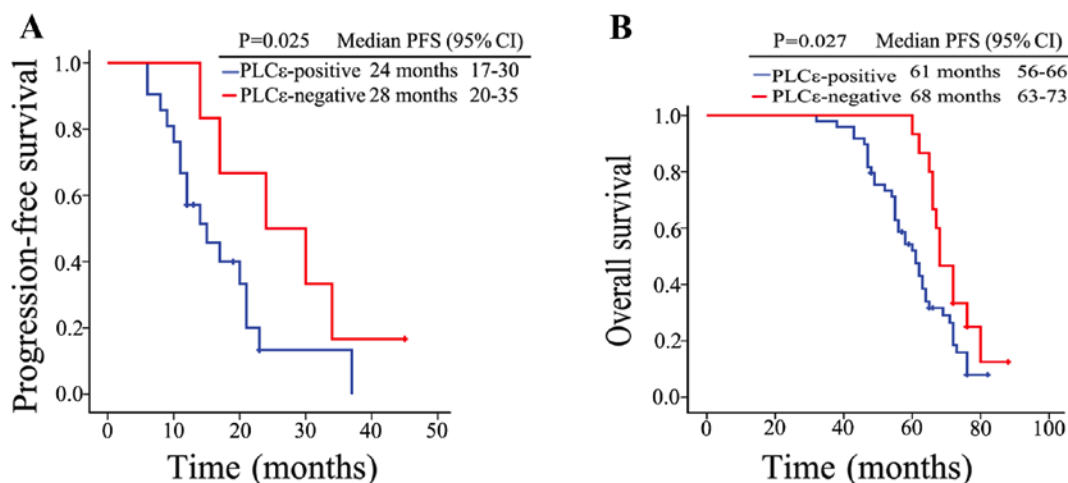 A
P=0.025 Median PFS (95% CI)
PLCε-positive 24 months 17-30
PLCε-negative 28 months 20-35
Progression-free survival
1.0
0.8
0.6
0.4
0.2
0.0
0 10 20 30 40 50
Time (months)
B
P=0.027 Median PFS (95% CI)
PLCε-positive 61 months 56-66
PLCε-negative 68 months 63-73
Overall survival
1.0
0.8
0.6
0.4
0.2
0.0
0 20 40 60 80 100
Time (months)